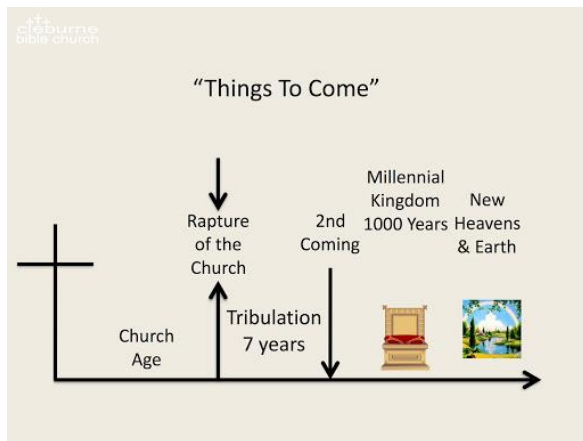 cleburne
bible church
“Things To Come”
Rapture
of the
Church
2nd
Coming
Millennial
Kingdom
1000 Years
New
Heavens
& Earth
Church
Age
Tribulation
7 years